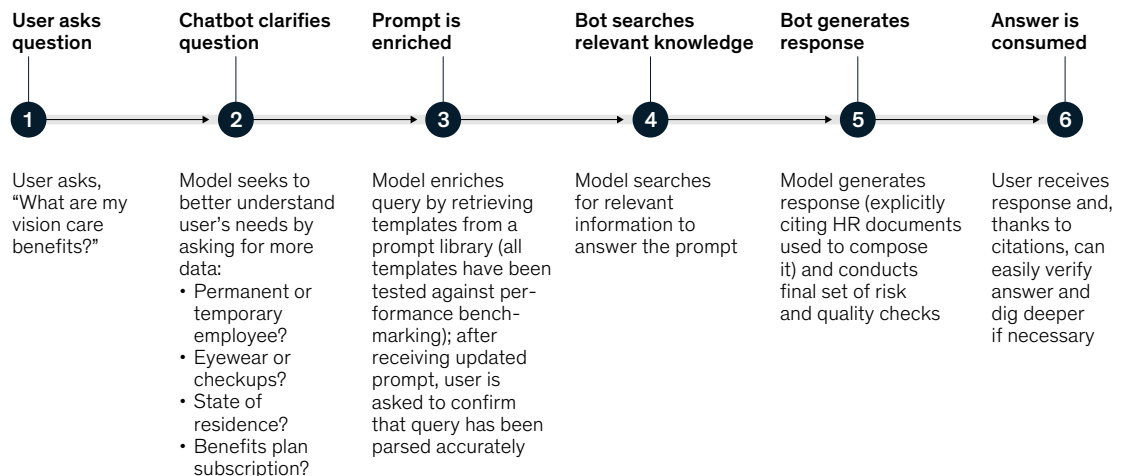 User asks
question
Chatbot clarifies
question
Prompt is
enriched
Bot searches
relevant knowledge
Bot generates
response
Answer is
consumed
1
2
3
4
5
6
User asks,
“What are my
vision care
benefits?”
Model seeks to
better understand
user’s needs by
asking for more
data:
• Permanent or
temporary
employee?
• Eyewear or
checkups?
• State of
residence?
• Benefits plan
subscription?
Model enriches
query by retrieving
templates from a
prompt library (all
templates have been
tested against per-
formance bench-
marking); after
receiving updated
prompt, user is
asked to confirm
that query has been
parsed accurately
Model searches
for relevant
information to
answer the prompt
Model generates
response (explicitly
citing HR documents
used to compose
it) and conducts
final set of risk
and quality checks
User receives
response and,
thanks to
citations, can
easily verify
answer and
dig deeper
if necessary